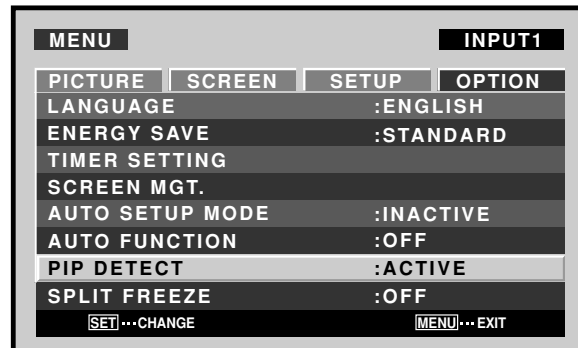 MENU INPUT1
PICTURE SCREEN SETUP OPTION
LANGUAGE :ENGLISH
ENERGY SAVE :STANDARD
TIMER SETTING
SCREEN MGT.
AUTO SETUP MODE :INACTIVE
AUTO FUNCTION :OFF
PIP DETECT :ACTIVE
SPLIT FREEZE :OFF
SET ··· CHANGE MENU ··· EXIT